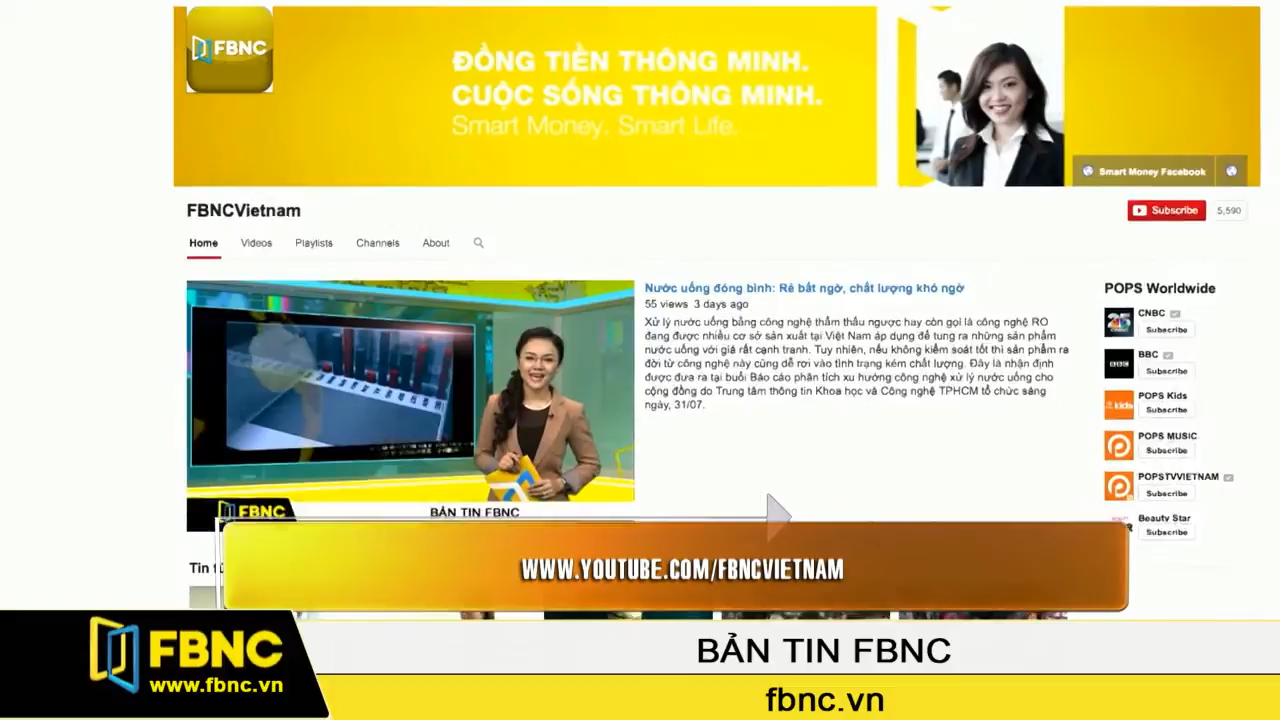 FBNC
ĐỒNG TIỀN THÔNG MINH.
CUỘC SỐNG THÔNG MINH.
Smart Money. Smart Life.
Smart Money Facebook
FBNCVietnam
Subscribe 5,590
Home Videos Playlists Channels About
Nước uống đóng bình: Rẻ bất ngờ, chất lượng khó ngờ
55 views 3 days ago
Xử lý nước uống bằng công nghệ thẩm thấu ngược hay còn gọi là công nghệ RO
đang được nhiều cơ sở sản xuất tại Việt Nam áp dụng để tung ra những sản phẩm
nước uống với giá rất cạnh tranh. Tuy nhiên, nếu không kiểm soát tốt thì sản phẩm ra
đời từ công nghệ này cũng dễ rơi vào tình trạng kém chất lượng. Đây là nhận định
được đưa ra tại buổi Báo cáo phân tích xu hướng công nghệ xử lý nước uống cho
cộng đồng do Trung tâm thông tin Khoa học và Công nghệ TPHCM tổ chức sáng
ngày, 31/07.
POPS Worldwide
CNBC
Subscribe
BBC
Subscribe
POPS Kids
Subscribe
POPS MUSIC
Subscribe
POPSTVVIETNAM
Subscribe
Beauty Star
Subscribe
FBNC
BẢN TIN FBNC
Tin
WWW.YOUTUBE.COM/FBNCVIETNAM
FBNC
www.fbnc.vn
BẢN TIN FBNC
fbnc.vn